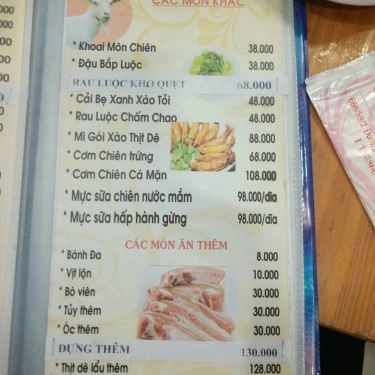 CÁC MÓN KHÁC
* Khoai Môn Chiên 38.000
* Đậu Bắp Luộc 38.000
RAU LUỘC KHO QUẸT 68.000
* Cải Bẹ Xanh Xào Tỏi 48.000
* Rau Luộc Chấm Chao 48.000
* Mì Gói Xào Thịt Dê 88.000
* Cơm Chiên trứng 68.000
* Cơm Chiên Cá Mặn 108.000
* Mực sữa chiên nước mắm 98.000/dĩa
* Mực sữa hấp hành gừng 98.000/dĩa
CÁC MÓN ĂN THÊM
* Bánh Đa 8.000
* Vịt lộn 10.000
* Bò viên 30.000
* Tủy thêm 30.000
* Óc thêm 30.000
DỰNG THÊM 130.000
* Thịt dê lẩu thêm 128.000